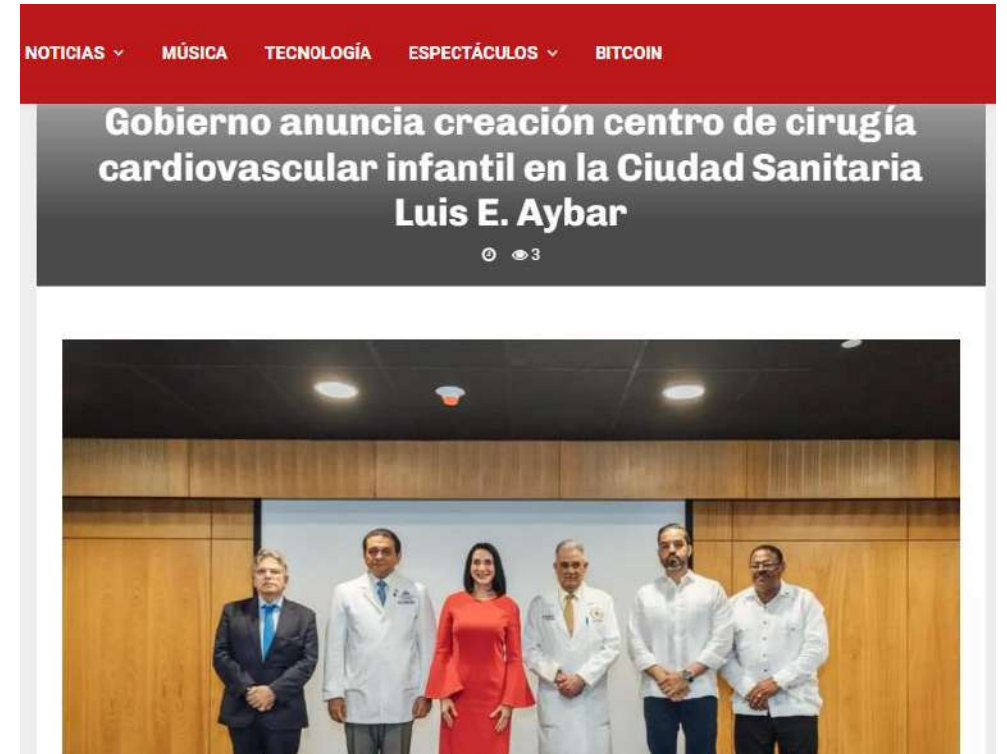 NOTICIAS MÚSICA TECNOLOGÍA ESPECTÁCULOS BITCOIN
Gobierno anuncia creación centro de cirugía
cardiovascular infantil en la Ciudad Sanitaria
Luis E. Aybar
3